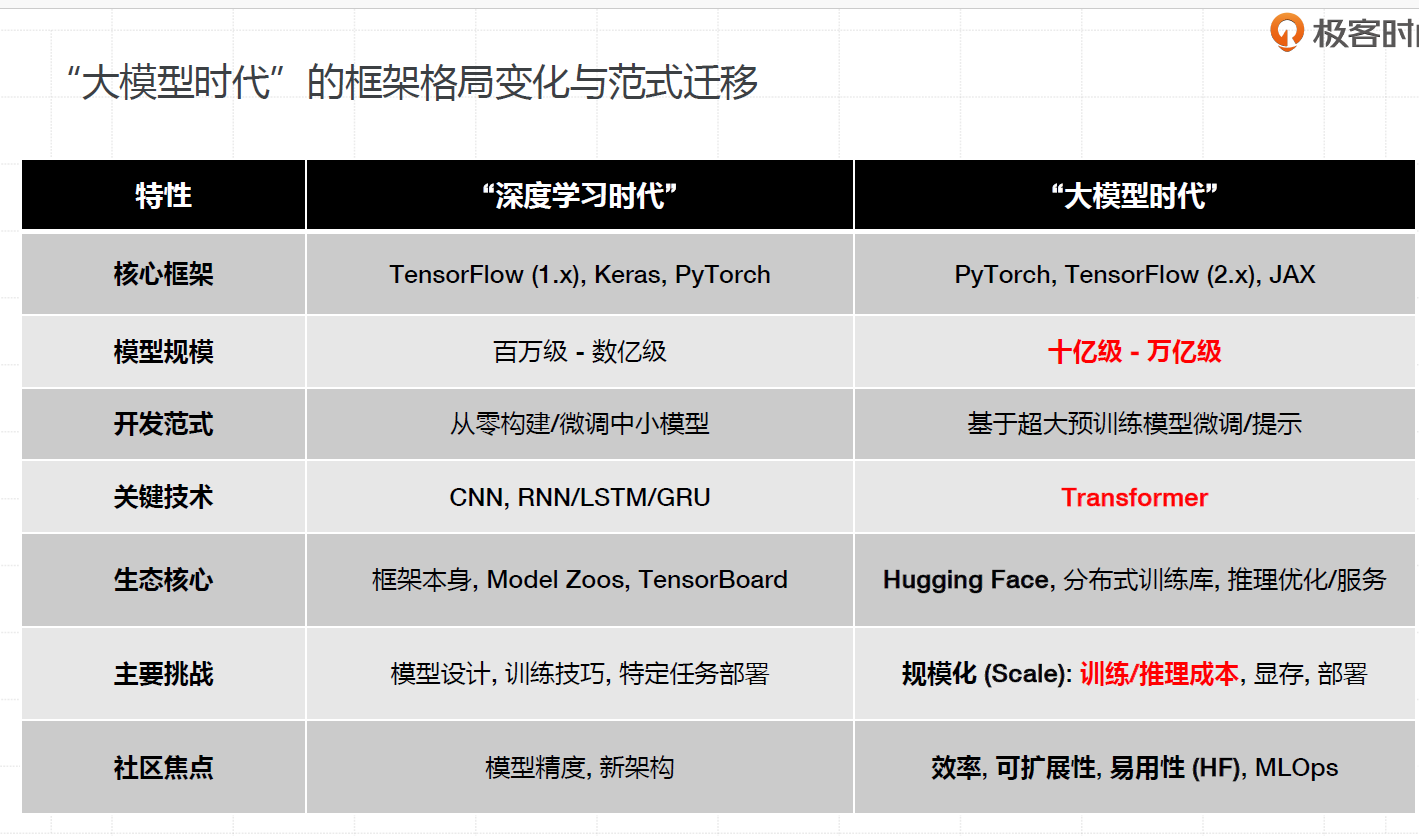 极客时
“大模型时代”的框架格局变化与范式迁移
特性 “深度学习时代” “大模型时代”
核心框架 TensorFlow (1.x), Keras, PyTorch PyTorch, TensorFlow (2.x), JAX
模型规模 百万级 - 数亿级 十亿级 - 万亿级
开发范式 从零构建/微调中小模型 基于超大预训练模型微调/提示
关键技术 CNN, RNN/LSTM/GRU Transformer
生态核心 框架本身, Model Zoos, TensorBoard Hugging Face, 分布式训练库, 推理优化/服务
主要挑战 模型设计, 训练技巧, 特定任务部署 规模化 (Scale): 训练/推理成本, 显存, 部署
社区焦点 模型精度, 新架构 效率, 可扩展性, 易用性 (HF), MLOps